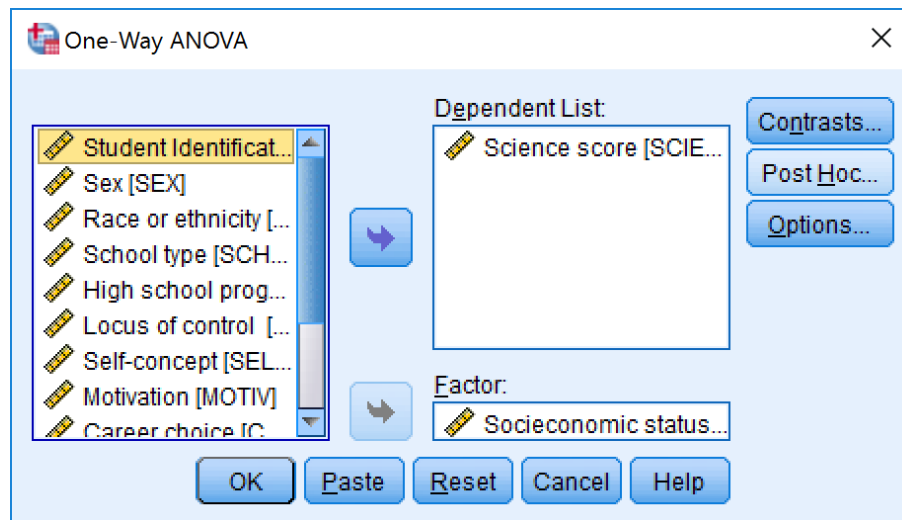 One-Way ANOVA
Dependent List:
Student Identificat...
Sex [SEX]
Race or ethnicity [...
School type [SCH...
High school prog...
Locus of control [...
Self-concept [SEL...
Motivation [MOTIV]
Career choice [C...
Science score [SCIE...
Factor:
Socieconomic status...
Contrasts...
Post Hoc...
Options...
OK
Paste
Reset
Cancel
Help